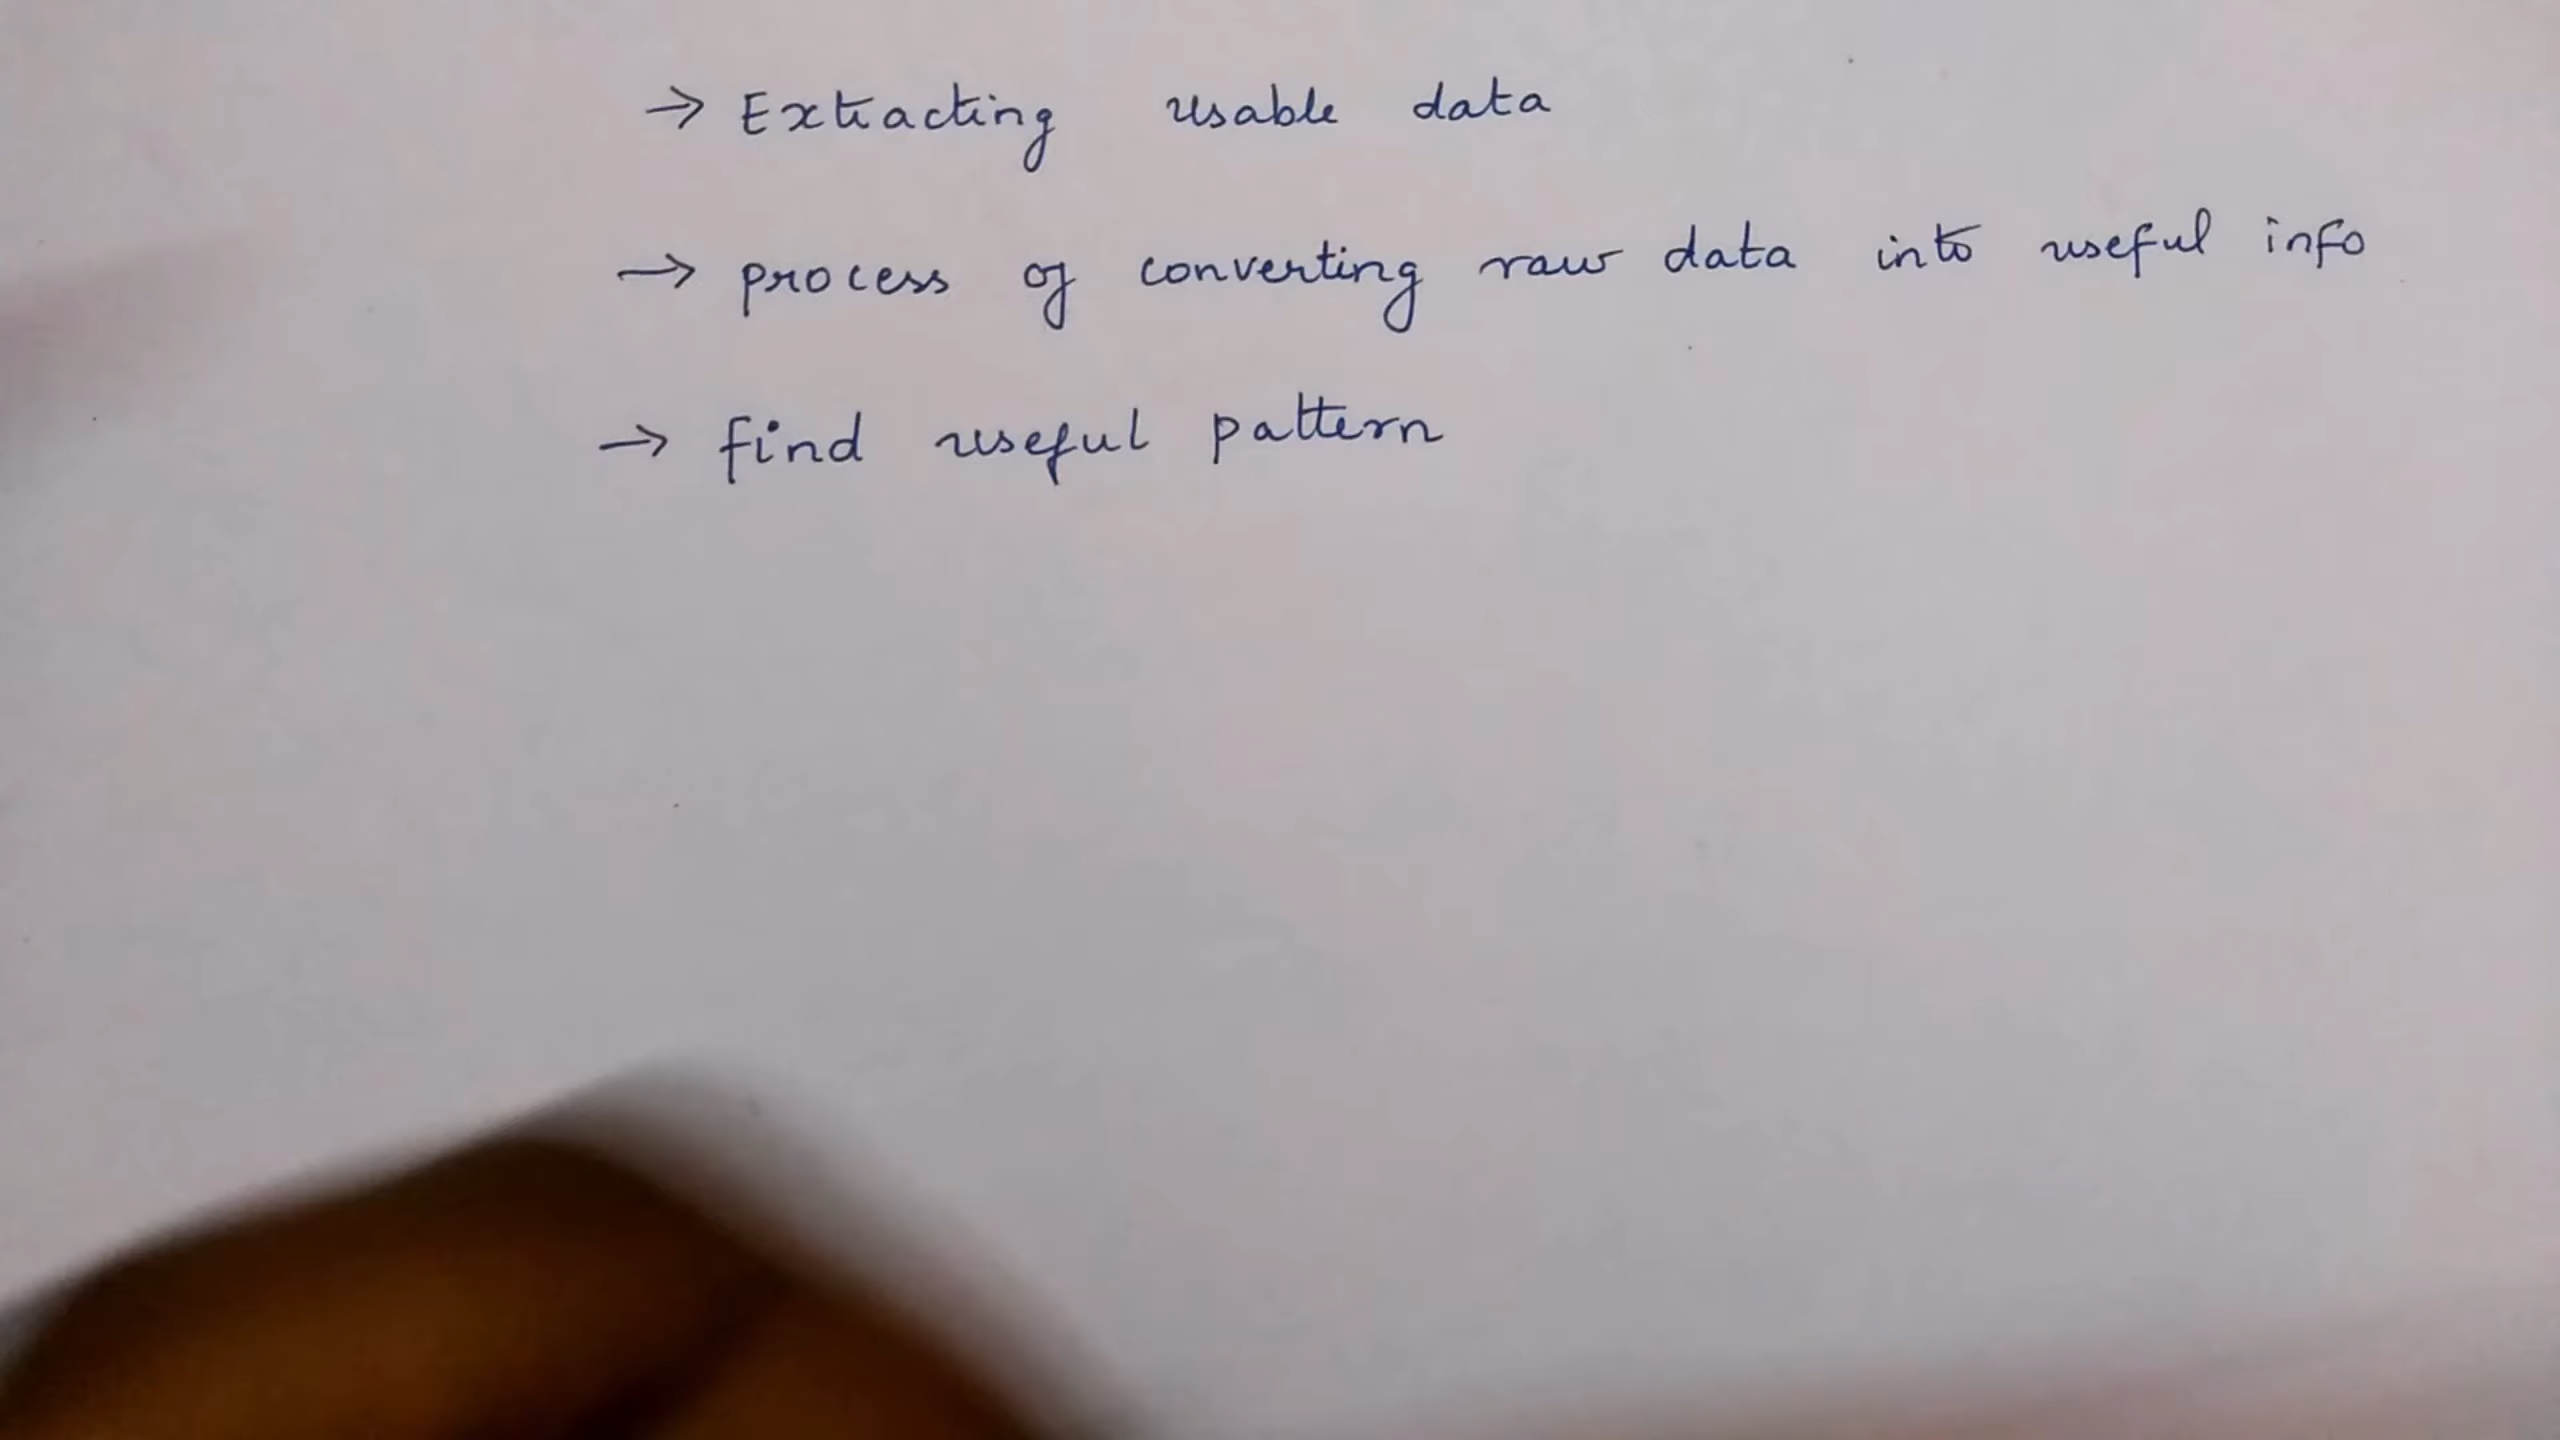 → Extracting usable data
→ process of converting raw data into useful info
→ find useful pattern